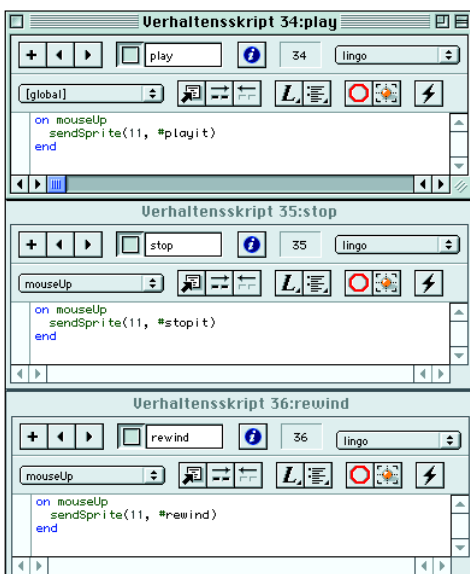 Verhaltensskript 34:play
play 34 lingo
[global] L
on mouseUp
sendSprite(11, #playit)
end
Verhaltensskript 35:stop
stop 35 lingo
mouseUp L
on mouseUp
sendSprite(11, #stopit)
end
Verhaltensskript 36:rewind
rewind 36 lingo
mouseUp L
on mouseUp
sendSprite(11, #rewind)
end